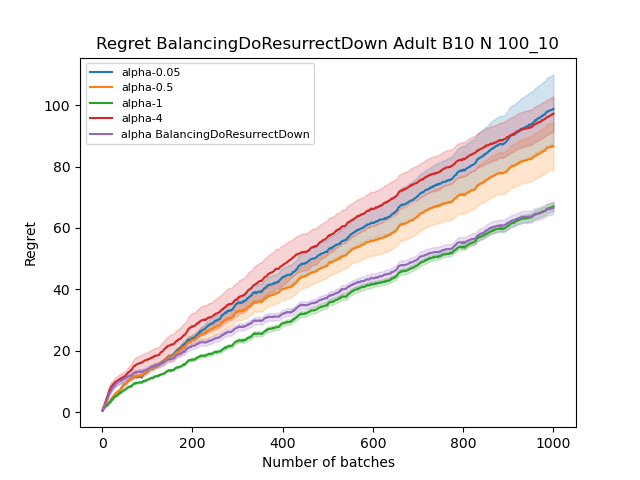 Regret BalancingDoResurrectDown Adult B10 N 100_10
alpha-0.05
alpha-0.5
alpha-1
alpha-4
alpha BalancingDoResurrectDown
100
80
60
40
20
0
Regret
0 200 400 600 800 1000
Number of batches